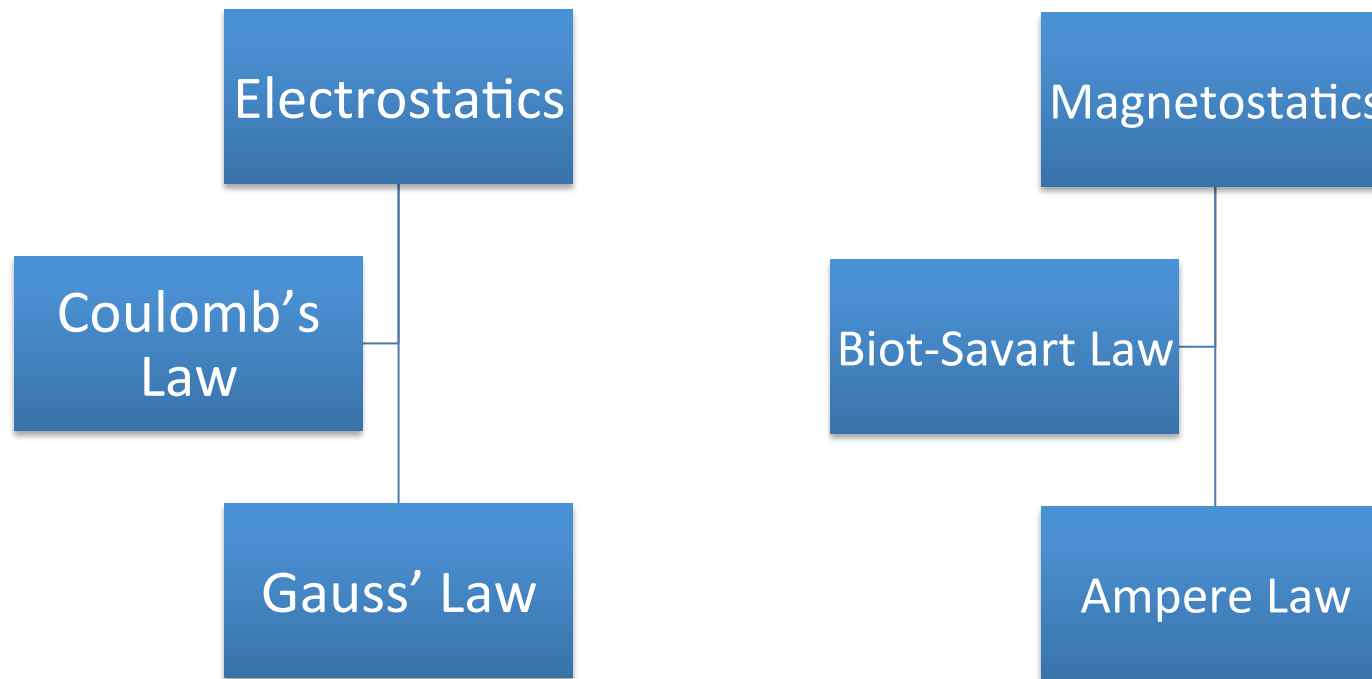 Electrostatics
Coulomb’s
Law
Gauss’ Law
Magnetostatics
Biot-Savart Law
Ampere Law